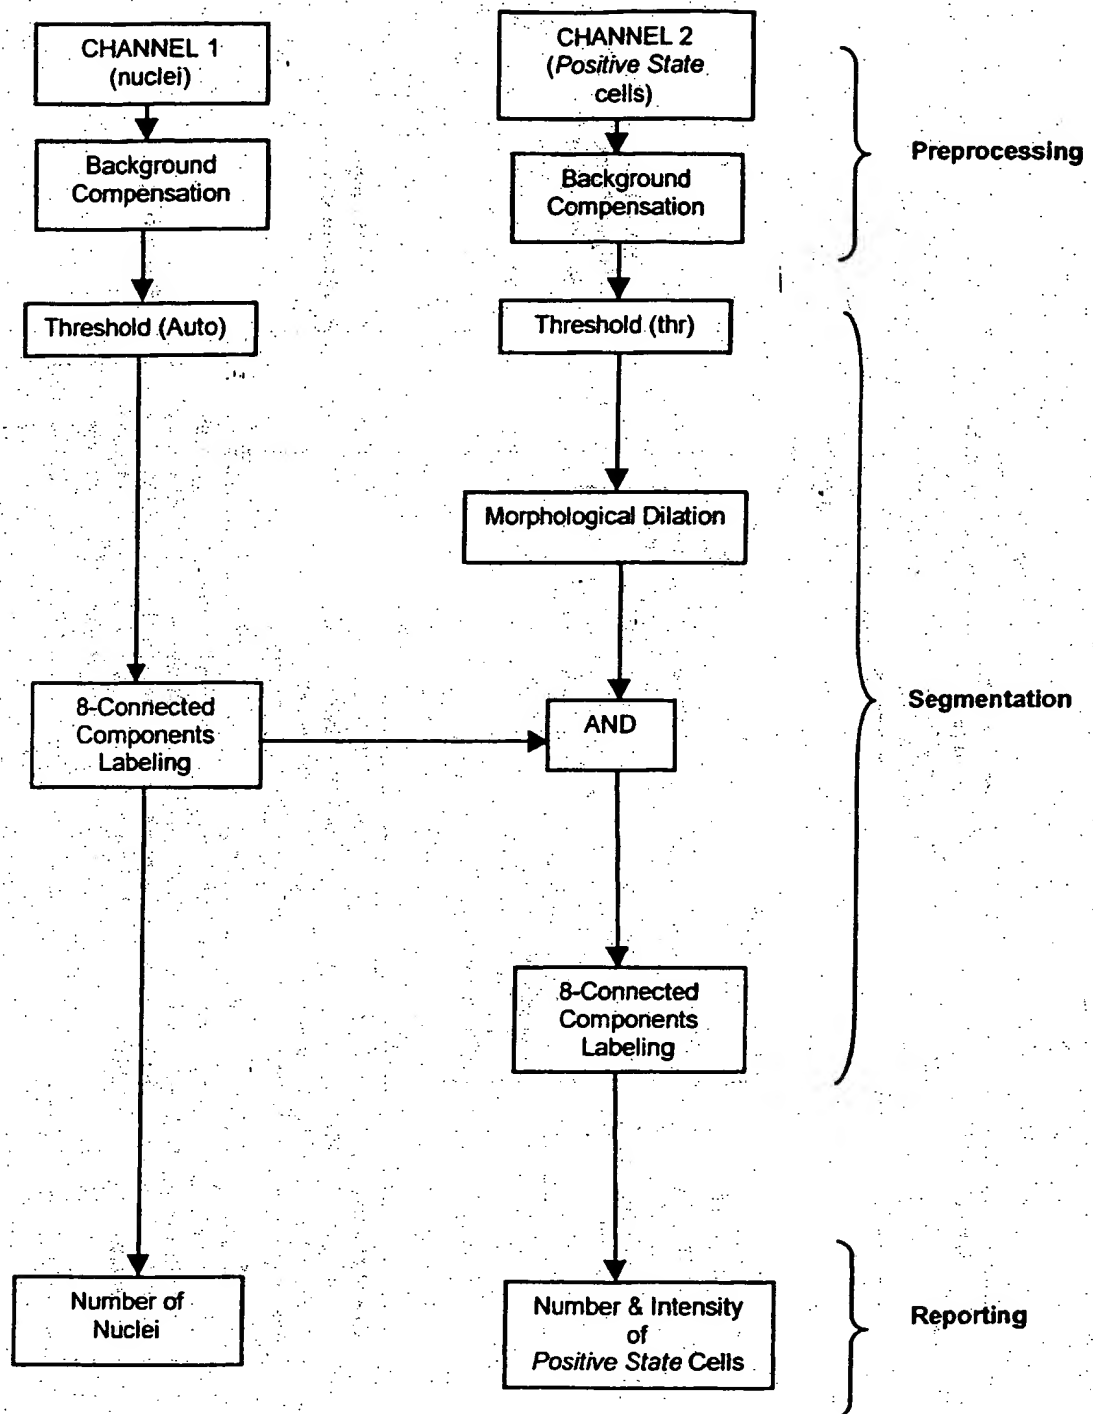 CHANNEL 1
(nuclei)
CHANNEL 2
(Positive State
cells)
Background
Compensation
Background
Compensation
Preprocessing
Threshold (Auto)
Threshold (thr)
Morphological Dilation
8-Connected
Components
Labeling
AND
Segmentation
8-Connected
Components
Labeling
Number of
Nuclei
Number & Intensity
of
Positive State Cells
Reporting